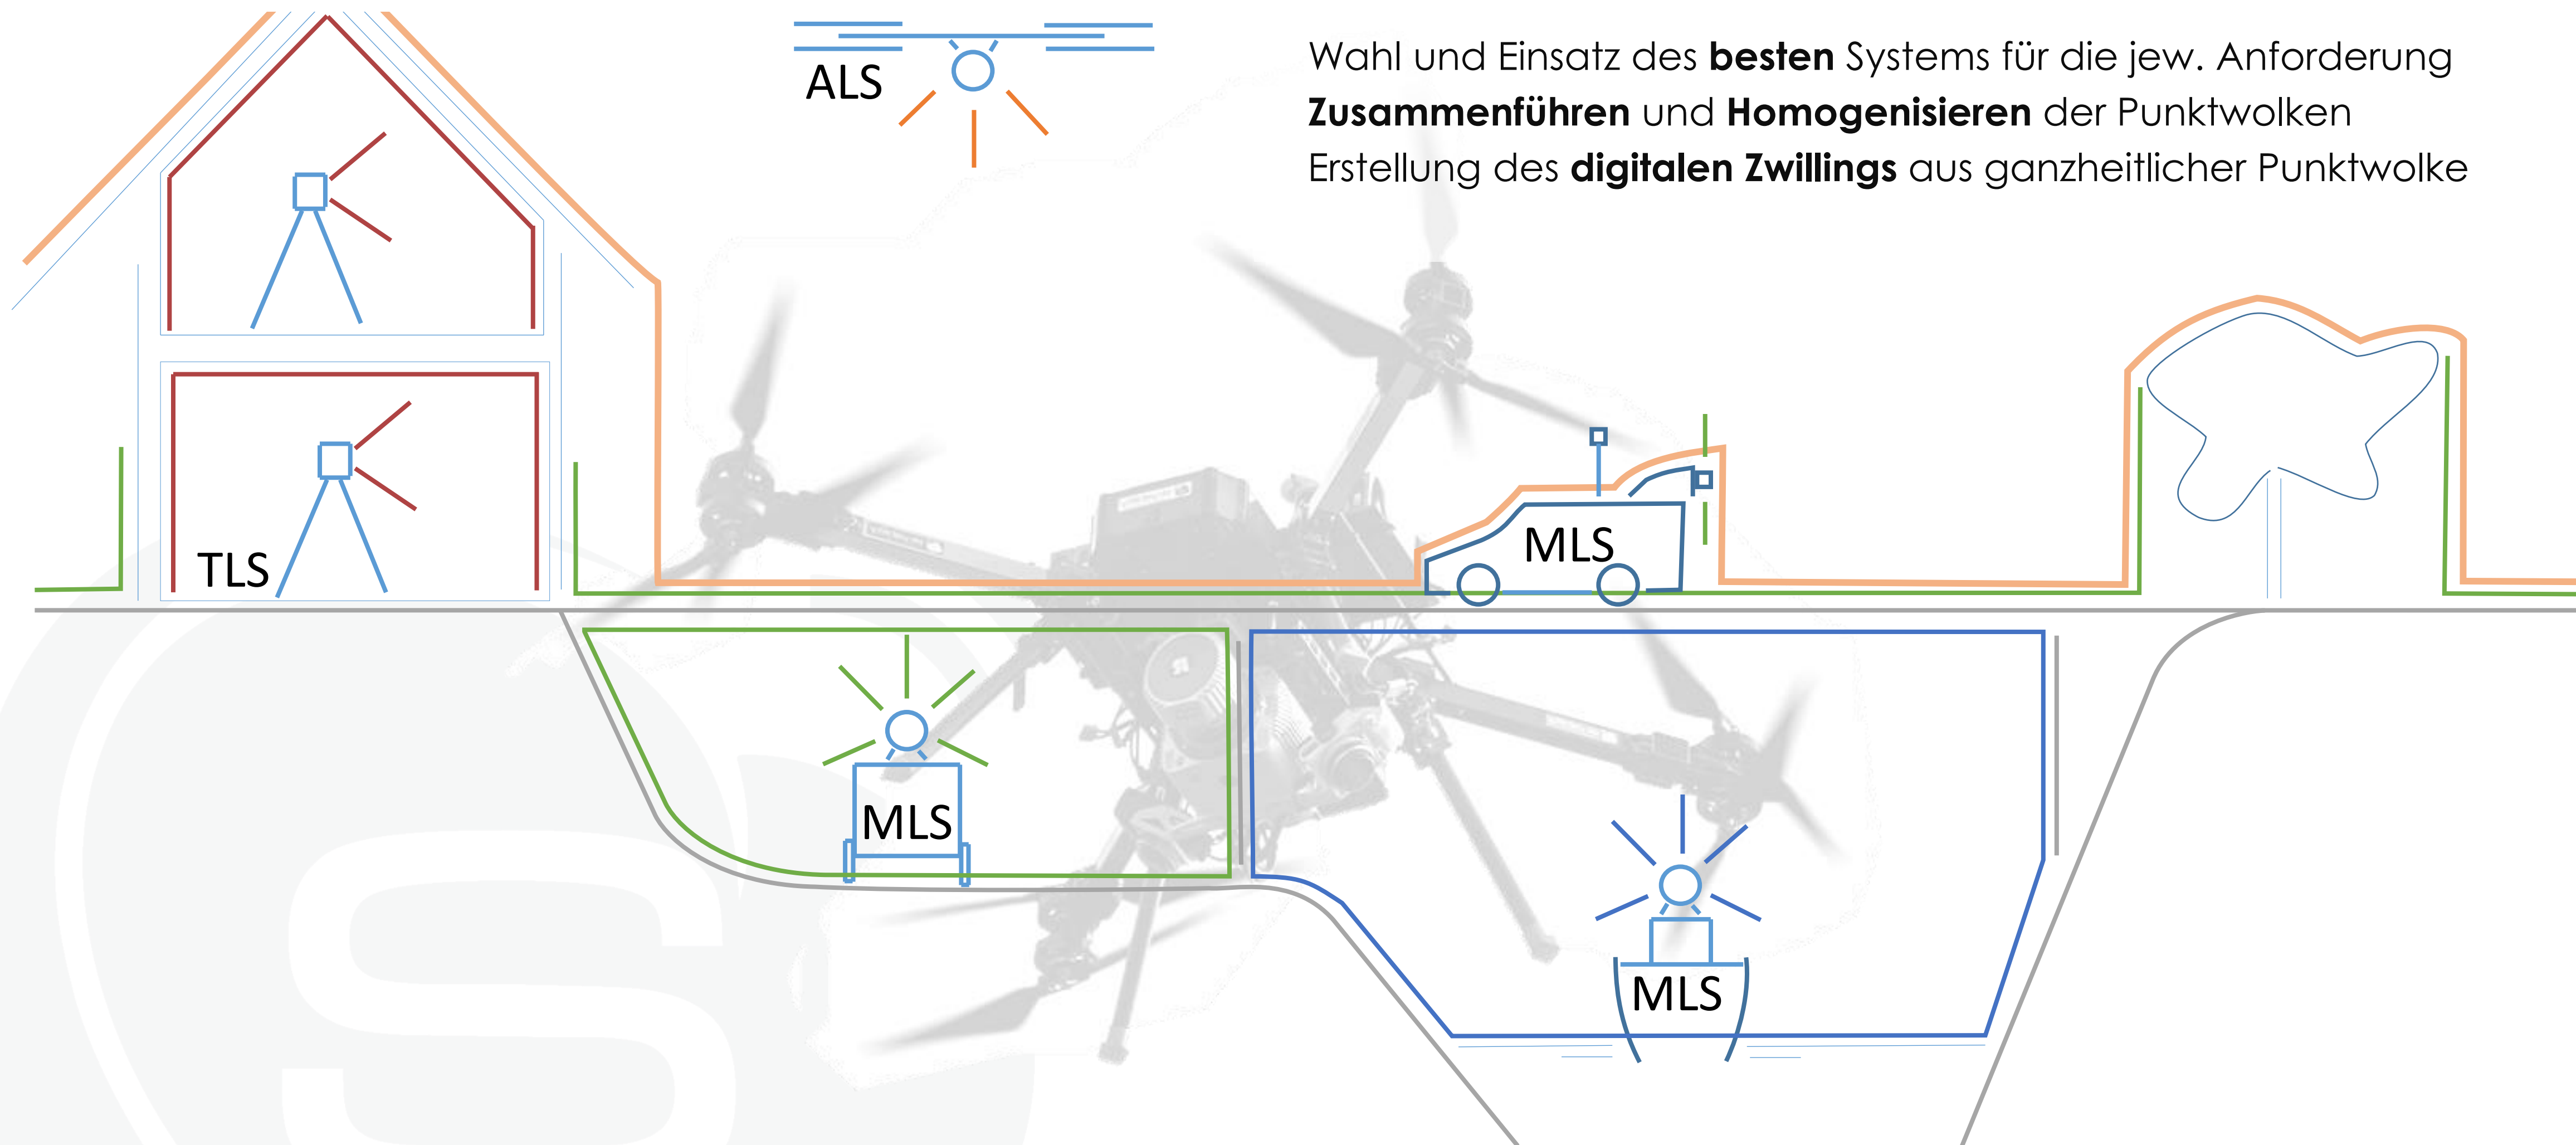 Wahl und Einsatz des besten Systems für die jew. Anforderung
Zusammenführen und Homogenisieren der Punktwolken
Erstellung des digitalen Zwillings aus ganzheitlicher Punktwolke
ALS
TLS
MLS
MLS
MLS